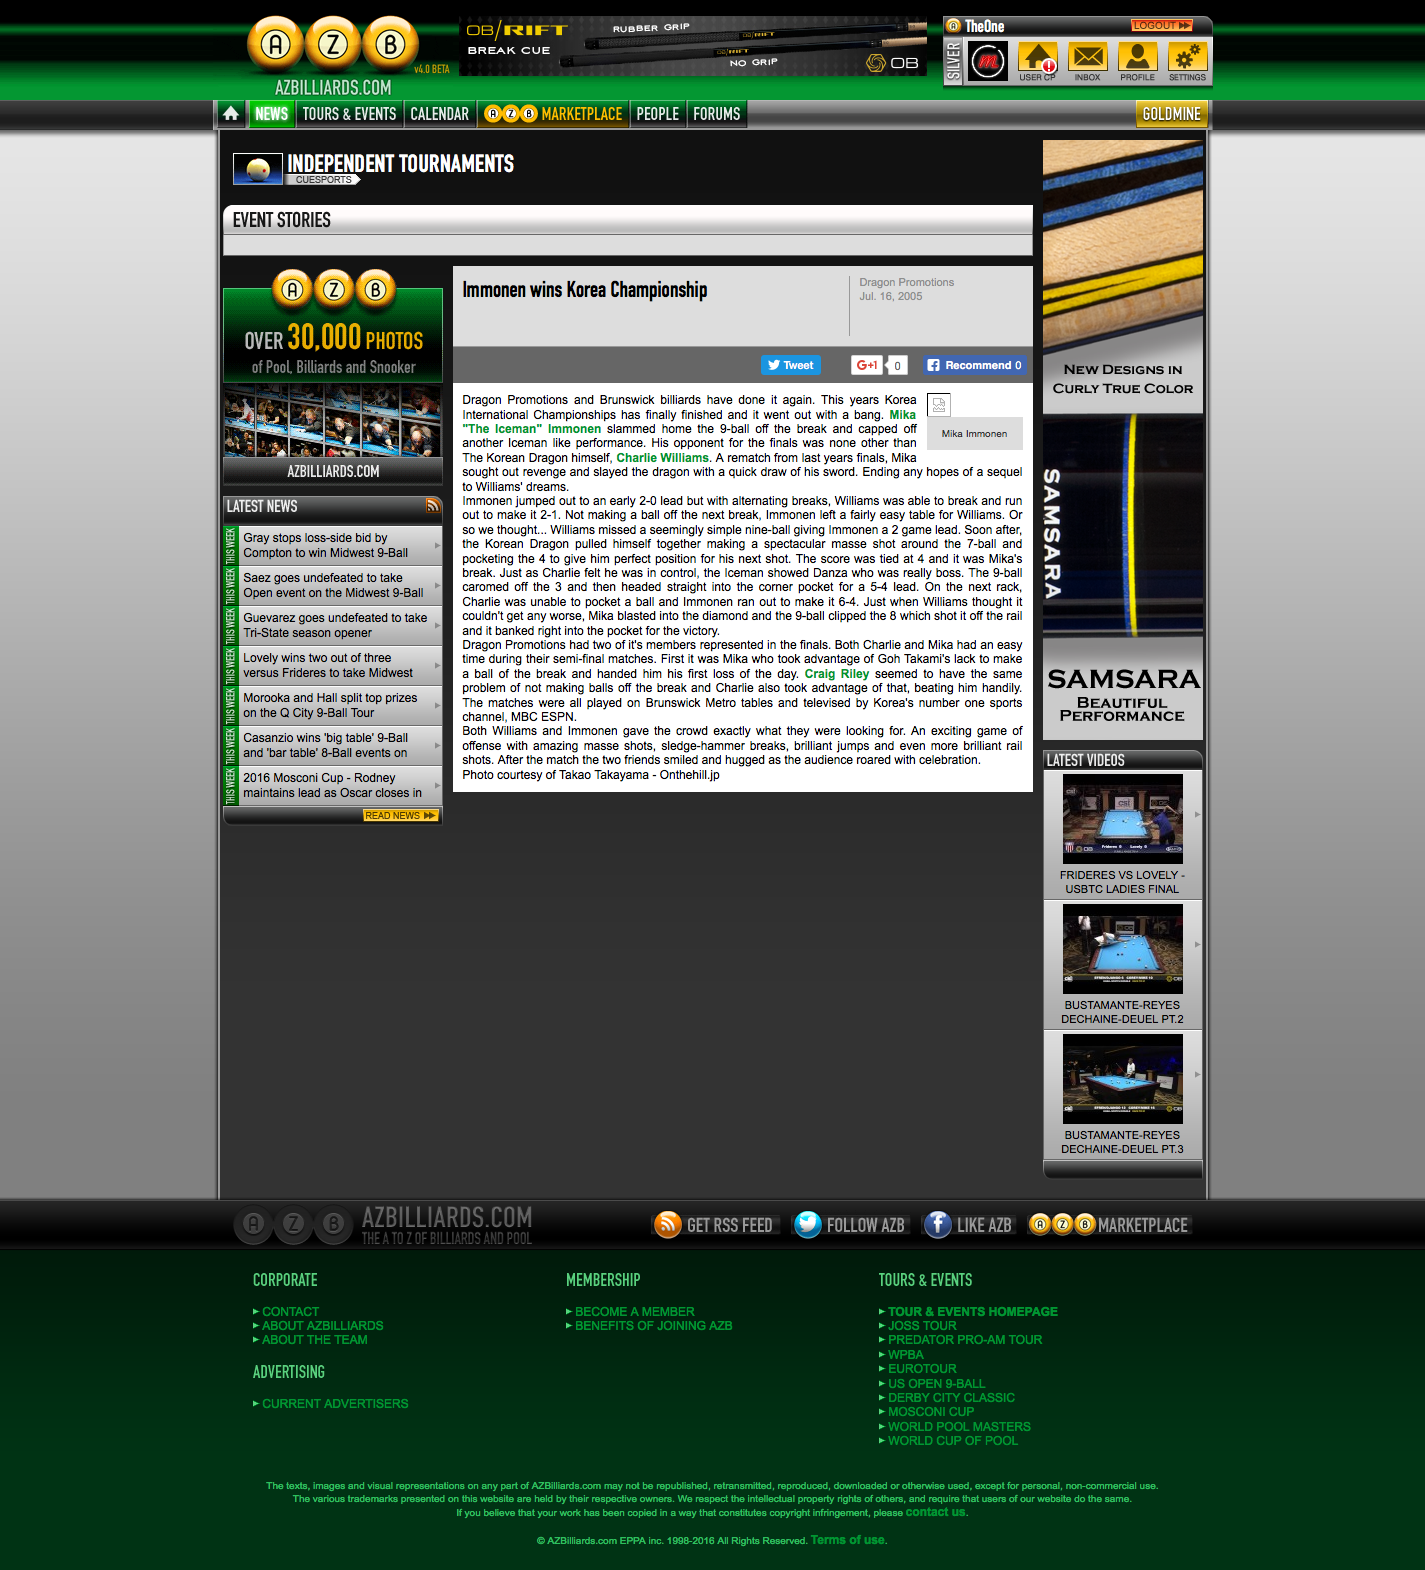 A Z B
v4.0 BETA
AZBILLIARDS.COM
OB/RIFT
BREAK CUE
RUBBER GRIP
OB/RIFT
OB/RIFT
NO GRIP
OB
TheOne
LOGOUT
SILVER
m
USER CP
INBOX
PROFILE
SETTINGS
NEWS
TOURS & EVENTS
CALENDAR
AZB MARKETPLACE
PEOPLE
FORUMS
GOLDMINE
INDEPENDENT TOURNAMENTS
CUESPORTS
EVENT STORIES
A Z B
OVER 30,000 PHOTOS
of Pool, Billiards and Snooker
AZBILLIARDS.COM
LATEST NEWS
THIS WEEK
Gray stops loss-side bid by
Compton to win Midwest 9-Ball
THIS WEEK
Saez goes undefeated to take
Open event on the Midwest 9-Ball
THIS WEEK
Guevarez goes undefeated to take
Tri-State season opener
THIS WEEK
Lovely wins two out of three
versus Frideres to take Midwest
THIS WEEK
Morooka and Hall split top prizes
on the Q City 9-Ball Tour
THIS WEEK
Casanzio wins 'big table' 9-Ball
and 'bar table' 8-Ball events on
THIS WEEK
2016 Mosconi Cup - Rodney
maintains lead as Oscar closes in
READ NEWS
Immonen wins Korea Championship
Dragon Promotions
Jul. 16, 2005
Tweet
G+1 0
Recommend 0
Dragon Promotions and Brunswick billiards have done it again. This years Korea
International Championships has finally finished and it went out with a bang. Mika
"The Iceman" Immonen slammed home the 9-ball off the break and capped off
another Iceman like performance. His opponent for the finals was none other than
The Korean Dragon himself, Charlie Williams. A rematch from last years finals, Mika
sought out revenge and slayed the dragon with a quick draw of his sword. Ending any hopes of a sequel
to Williams' dreams.
Mika Immonen
Immonen jumped out to an early 2-0 lead but with alternating breaks, Williams was able to break and run
out to make it 2-1. Not making a ball off the next break, Immonen left a fairly easy table for Williams. Or
so we thought... Williams missed a seemingly simple nine-ball giving Immonen a 2 game lead. Soon after,
the Korean Dragon pulled himself together making a spectacular masse shot around the 7-ball and
pocketing the 4 to give him perfect position for his next shot. The score was tied at 4 and it was Mika's
break. Just as Charlie felt he was in control, the Iceman showed Danza who was really boss. The 9-ball
caromed off the 3 and then headed straight into the corner pocket for a 5-4 lead. On the next rack,
Charlie was unable to pocket a ball and Immonen ran out to make it 6-4. Just when Williams thought it
couldn't get any worse, Mika blasted into the diamond and the 9-ball clipped the 8 which shot it off the rail
and it banked right into the pocket for the victory.
Dragon Promotions had two of it's members represented in the finals. Both Charlie and Mika had an easy
time during their semi-final matches. First it was Mika who took advantage of Goh Takami's lack to make
a ball of the break and handed him his first loss of the day. Craig Riley seemed to have the same
problem of not making balls off the break and Charlie also took advantage of that, beating him handily.
The matches were all played on Brunswick Metro tables and televised by Korea's number one sports
channel, MBC ESPN.
Both Williams and Immonen gave the crowd exactly what they were looking for. An exciting game of
offense with amazing masse shots, sledge-hammer breaks, brilliant jumps and even more brilliant rail
shots. After the match the two friends smiled and hugged as the audience roared with celebration.
Photo courtesy of Takao Takayama - Onthehill.jp
New Designs in
Curly True Color
SAMSARA
SAMSARA
Beautiful
Performance
LATEST VIDEOS
FRIDERES VS LOVELY -
USBTC LADIES FINAL
BUSTAMANTE-REYES
DECHAINE-DEUEL PT.2
BUSTAMANTE-REYES
DECHAINE-DEUEL PT.3
A Z B
AZBILLIARDS.COM
THE A TO Z OF BILLIARDS AND POOL
GET RSS FEED
FOLLOW AZB
LIKE AZB
AZB MARKETPLACE
CORPORATE
CONTACT
ABOUT AZBILLIARDS
ABOUT THE TEAM
ADVERTISING
CURRENT ADVERTISERS
MEMBERSHIP
BECOME A MEMBER
BENEFITS OF JOINING AZB
TOURS & EVENTS
TOUR & EVENTS HOMEPAGE
JOSS TOUR
PREDATOR PRO-AM TOUR
WPBA
EUROTOUR
US OPEN 9-BALL
DERBY CITY CLASSIC
MOSCONI CUP
WORLD POOL MASTERS
WORLD CUP OF POOL
The texts, images and visual representations on any part of AZBilliards.com may not be republished, retransmitted, reproduced, downloaded or otherwise used, except for personal, non-commercial use.
The various trademarks presented on this website are held by their respective owners. We respect the intellectual property rights of others, and require that users of our website do the same.
If you believe that your work has been copied in a way that constitutes copyright infringement, please contact us.
© AZBilliards.com EPPA inc. 1998-2016 All Rights Reserved. Terms of use.